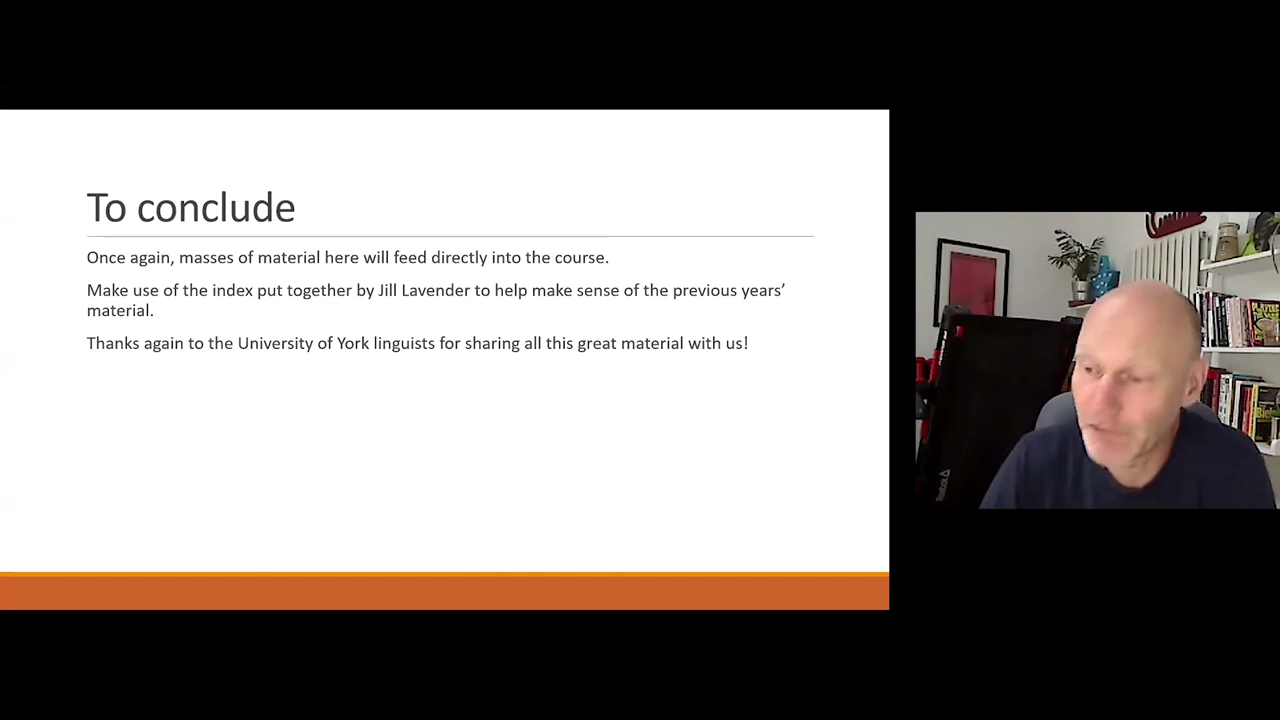 To conclude
Once again, masses of material here will feed directly into the course.
Make use of the index put together by Jill Lavender to help make sense of the previous years’
material.
Thanks again to the University of York linguists for sharing all this great material with us!
Reebok